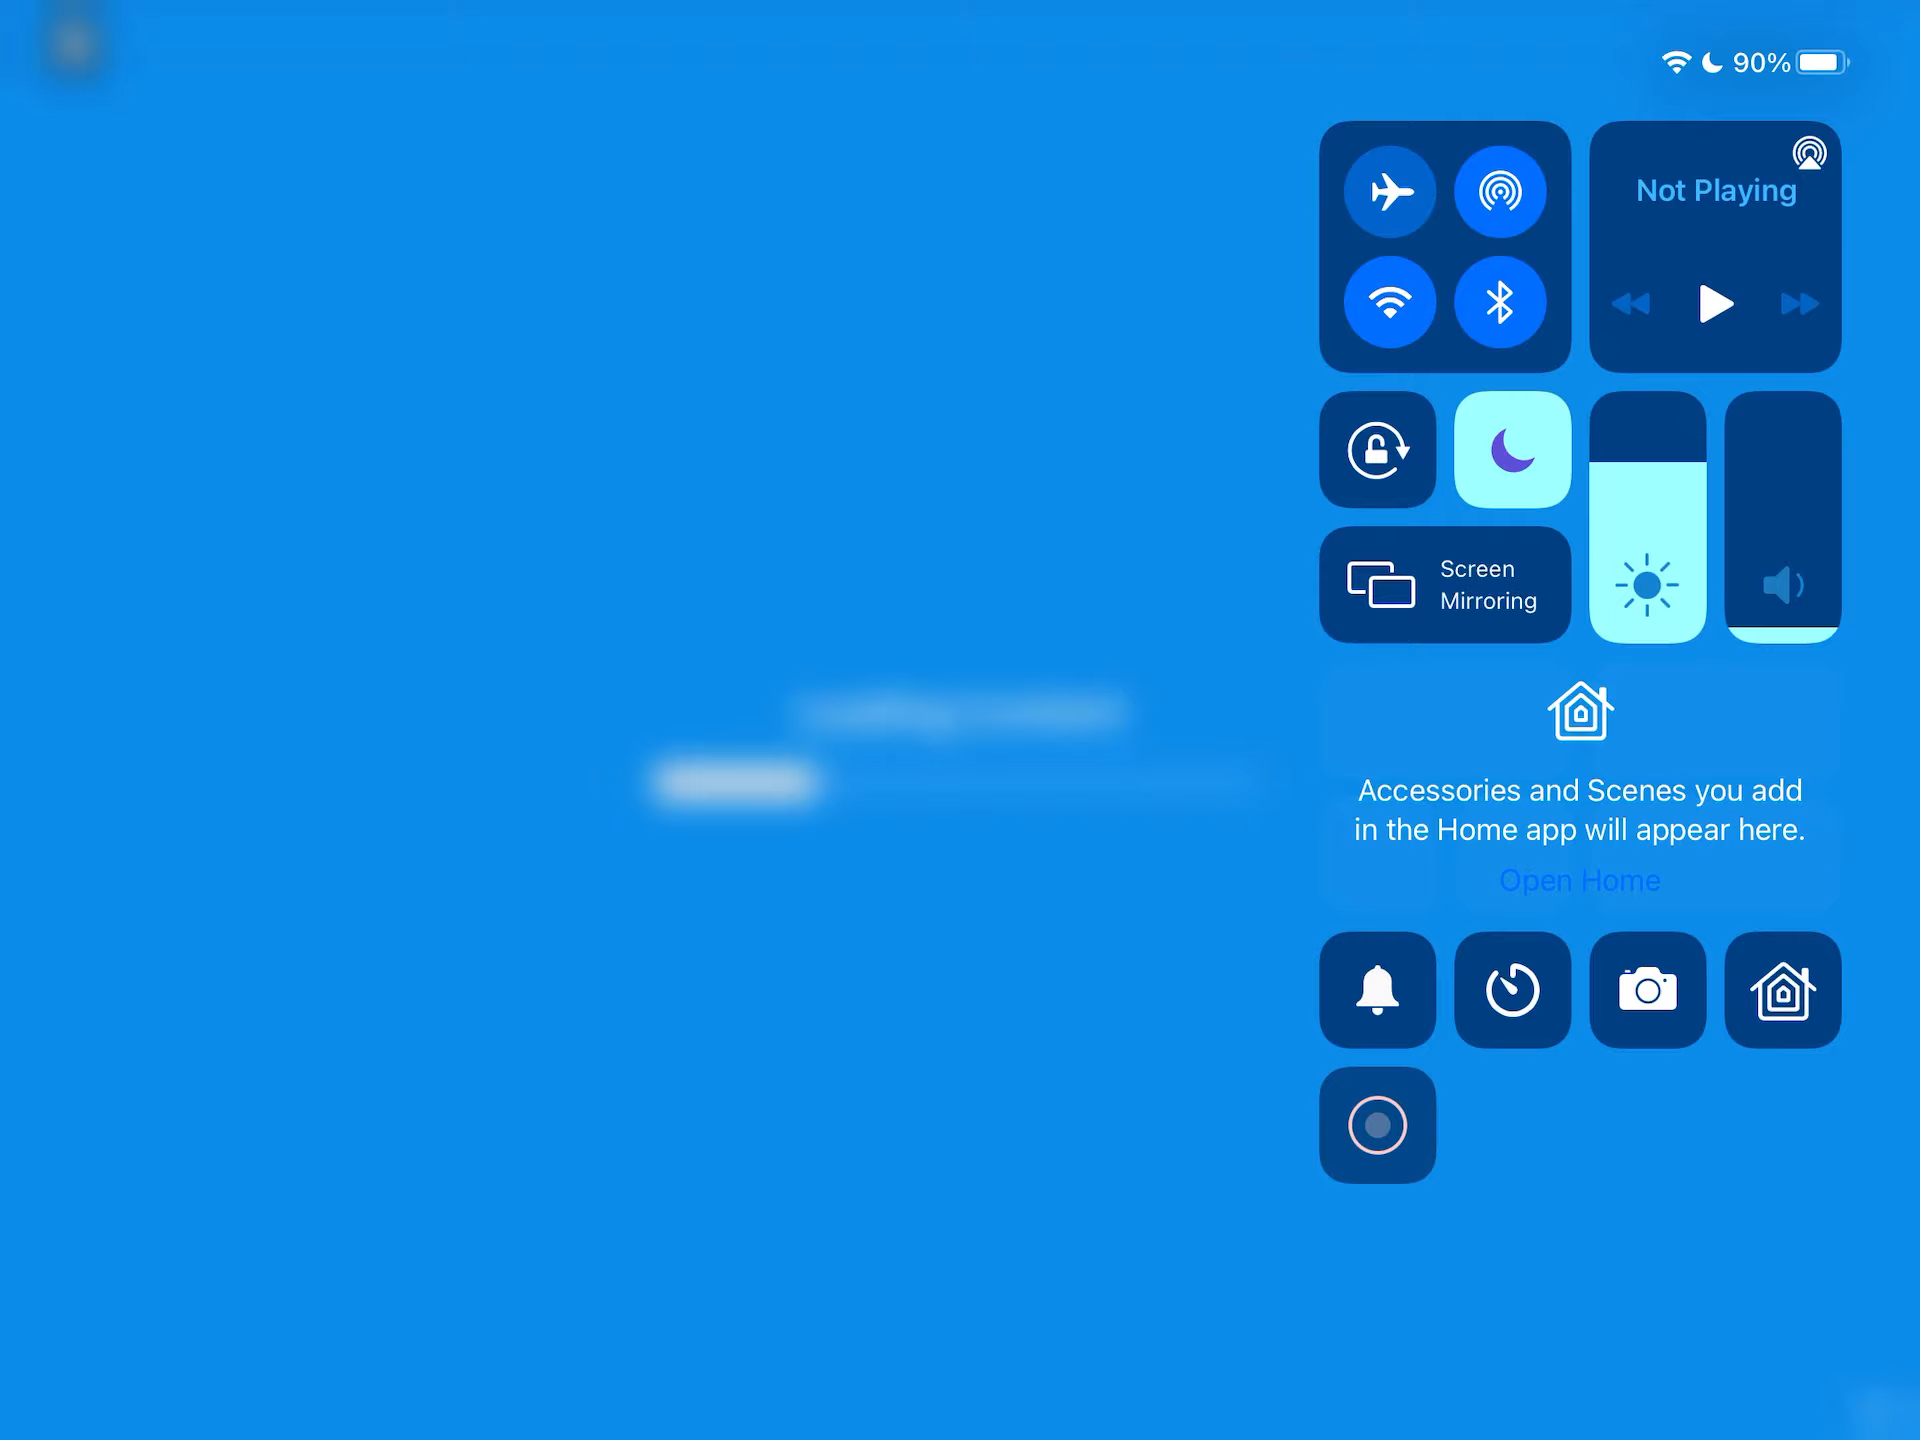 90%
Not Playing
Screen
Mirroring
Accessories and Scenes you add
in the Home app will appear here.
Open Home